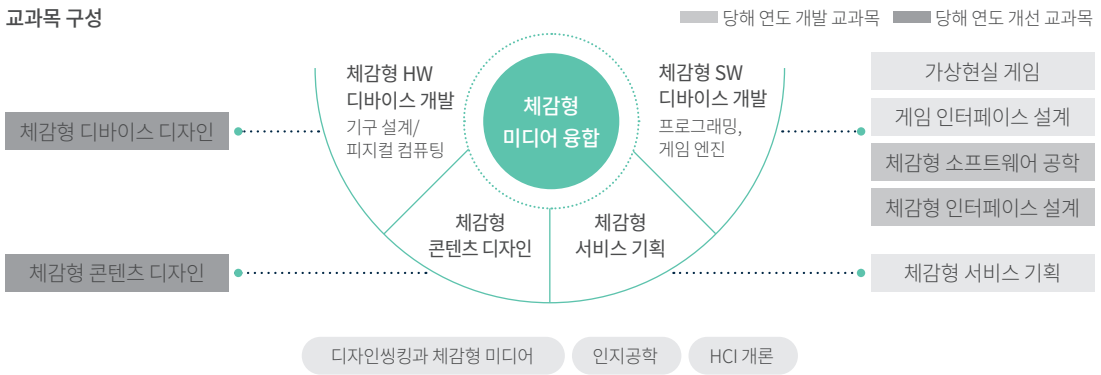 교과목 구성
당해 연도 개발 교과목
당해 연도 개선 교과목
체감형 HW
디바이스 개발
기구 설계/
피지컬 컴퓨팅
체감형
미디어 융합
체감형 SW
디바이스 개발
프로그래밍,
게임 엔진
체감형
콘텐츠 디자인
체감형
서비스 기획
체감형 디바이스 디자인
체감형 콘텐츠 디자인
가상현실 게임
게임 인터페이스 설계
체감형 소프트웨어 공학
체감형 인터페이스 설계
체감형 서비스 기획
디자인씽킹과 체감형 미디어
인지공학
HCI 개론